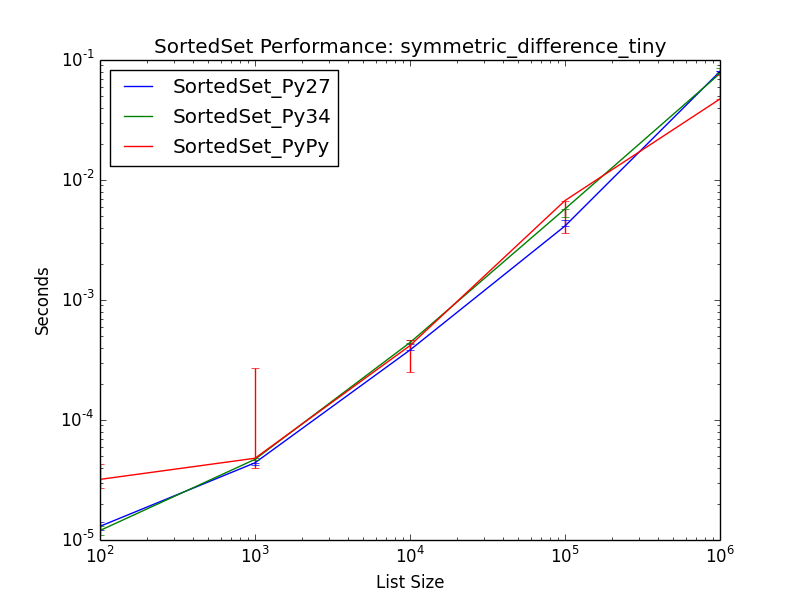 SortedSet Performance: symmetric_difference_tiny
10^-1
SortedSet_Py27
SortedSet_Py34
SortedSet_PyPy
10^-2
10^-3
Seconds
10^-4
10^-5
10^2 10^3 10^4 10^5 10^6
List Size